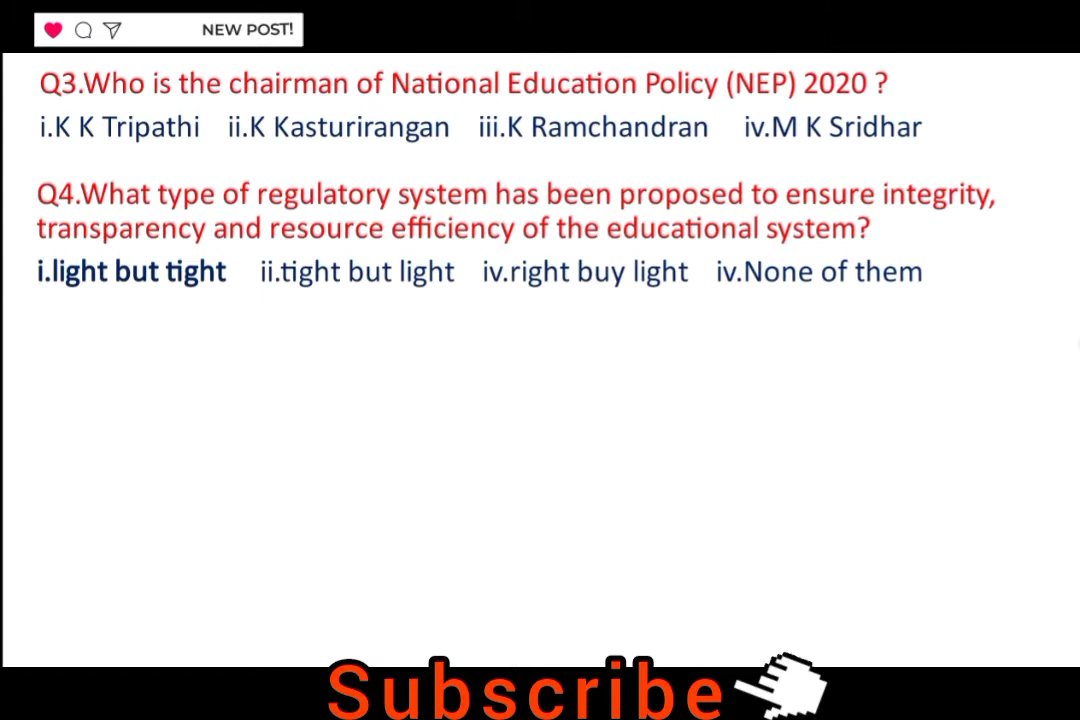 NEW POST!
Q3.Who is the chairman of National Education Policy (NEP) 2020 ?
i.K K Tripathi ii.K Kasturirangan iii.K Ramchandran iv.M K Sridhar
Q4.What type of regulatory system has been proposed to ensure integrity,
transparency and resource efficiency of the educational system?
i.light but tight ii.tight but light iv.right buy light iv.None of them
Subscribe